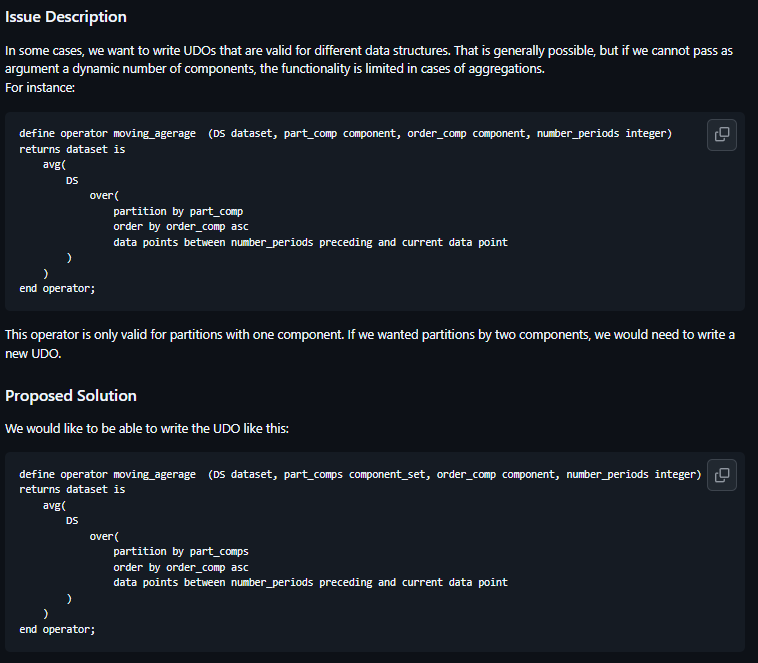 Issue Description
In some cases, we want to write UDOs that are valid for different data structures. That is generally possible, but if we cannot pass as
argument a dynamic number of components, the functionality is limited in cases of aggregations.
For instance:
define operator moving_agerage  (DS dataset, part_comp component, order_comp component, number_periods integer)
returns dataset is
    avg(
        DS
            over(
                partition by part_comp
                order by order_comp asc
                data points between number_periods preceding and current data point
        )
    )
end operator;
This operator is only valid for partitions with one component. If we wanted partitions by two components, we would need to write a
new UDO.
Proposed Solution
We would like to be able to write the UDO like this:
define operator moving_agerage  (DS dataset, part_comps component_set, order_comp component, number_periods integer)
returns dataset is
    avg(
        DS
            over(
                partition by part_comps
                order by order_comp asc
                data points between number_periods preceding and current data point
        )
    )
end operator;